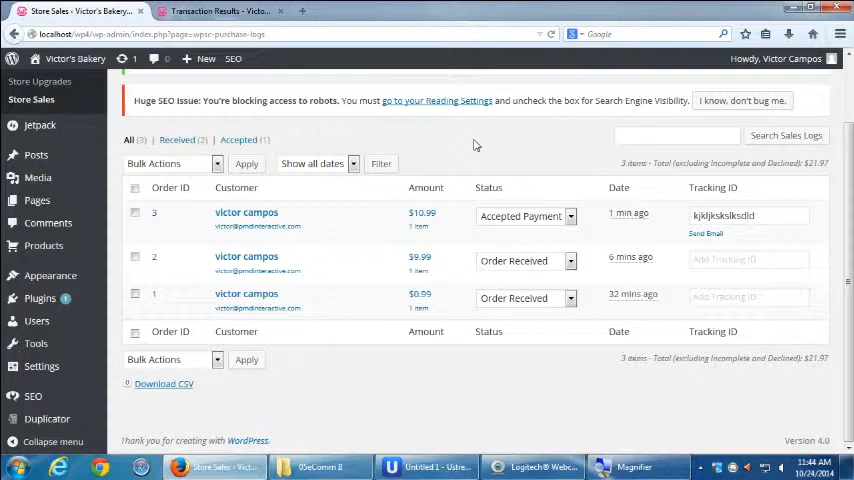 Store Sales ‹ Victor's Bakery...
Transaction Results - Victo...
localhost/wp4/wp-admin/index.php?page=wpsc-purchase-logs
Google
Victor's Bakery
1
0
New
SEO
Howdy, Victor Campos
Store Upgrades
Store Sales
Jetpack
Posts
Media
Pages
Comments
Products
Appearance
Plugins 1
Users
Tools
Settings
SEO
Duplicator
Collapse menu
Huge SEO Issue: You're blocking access to robots. You must go to your Reading Settings and uncheck the box for Search Engine Visibility.
I know, don't bug me.
All (3) | Received (2) | Accepted (1)
Search Sales Logs
Bulk Actions Apply Show all dates Filter
3 items - Total (excluding Incomplete and Declined): $21.97
Order ID Customer Amount Status Date Tracking ID
3 victor campos $10.99 Accepted Payment 1 min ago kjkljkskslksdld
victor@pmdinteractive.com 1 item Send Email
2 victor campos $9.99 Order Received 6 mins ago Add Tracking ID
victor@pmdinteractive.com 1 item
1 victor campos $0.99 Order Received 32 mins ago Add Tracking ID
victor@pmdinteractive.com 1 item
Order ID Customer Amount Status Date Tracking ID
Bulk Actions Apply
3 items - Total (excluding Incomplete and Declined): $21.97
Download CSV
Thank you for creating with WordPress.
Version 4.0
Store Sales ‹ Vict...
05eComm II
Untitled 1 - Ustre...
Logitech® Webc...
Magnifier
11:44 AM
10/24/2014